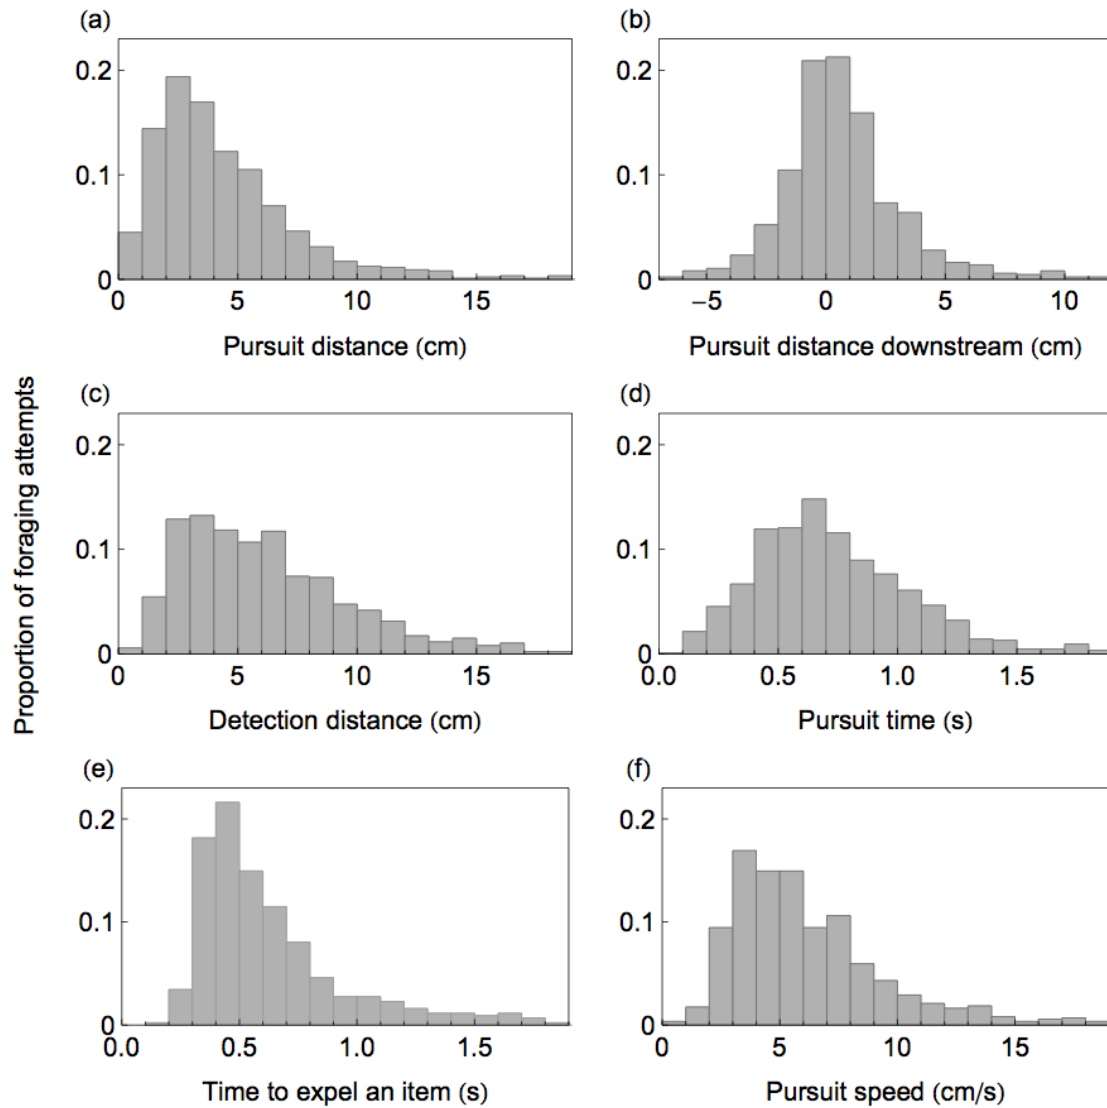 (a)
0.2
0.1
0
0 5 10 15
Pursuit distance (cm)
(b)
0.2
0.1
0
−5 0 5 10
Pursuit distance downstream (cm)
Proportion of foraging attempts
(c)
0.2
0.1
0
0 5 10 15
Detection distance (cm)
(d)
0.2
0.1
0
0.0 0.5 1.0 1.5
Pursuit time (s)
(e)
0.2
0.1
0
0.0 0.5 1.0 1.5
Time to expel an item (s)
(f)
0.2
0.1
0
0 5 10 15
Pursuit speed (cm/s)